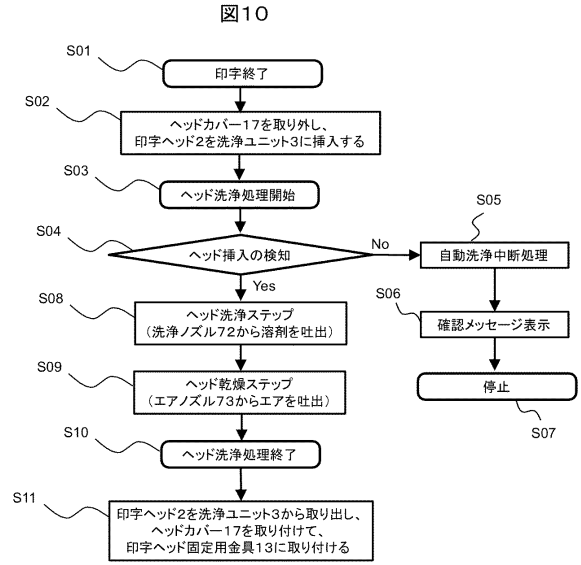 図10
S01
印字終了
S02
ヘッドカバー17を取り外し、
印字ヘッド2を洗浄ユニット3に挿入する
S03
ヘッド洗浄処理開始
S04
ヘッド挿入の検知
No
Yes
S05
自動洗浄中断処理
S06
確認メッセージ表示
停止
S07
S08
ヘッド洗浄ステップ
(洗浄ノズル72から溶剤を吐出)
S09
ヘッド乾燥ステップ
(エアノズル73からエアを吐出)
S10
ヘッド洗浄処理終了
S11
印字ヘッド2を洗浄ユニット3から取り出し、
ヘッドカバー17を取り付けて、
印字ヘッド固定用金具13に取り付ける